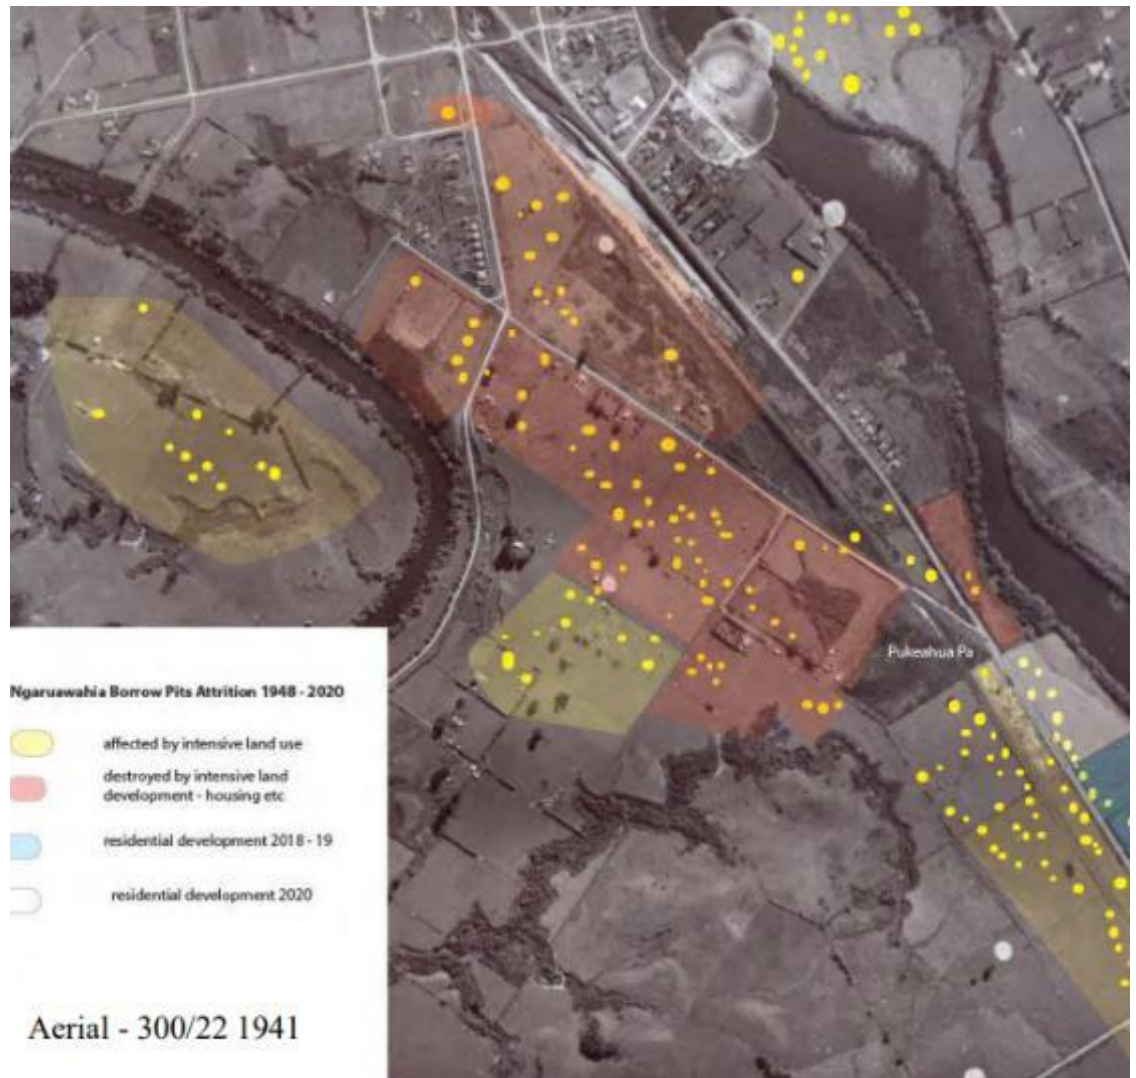 Pukeahua Pa
Ngaruawahia Borrow Pits Attrition 1948 - 2020
affected by intensive land use
destroyed by intensive land
development - housing etc
residential development 2018 - 19
residential development 2020
Aerial - 300/22 1941